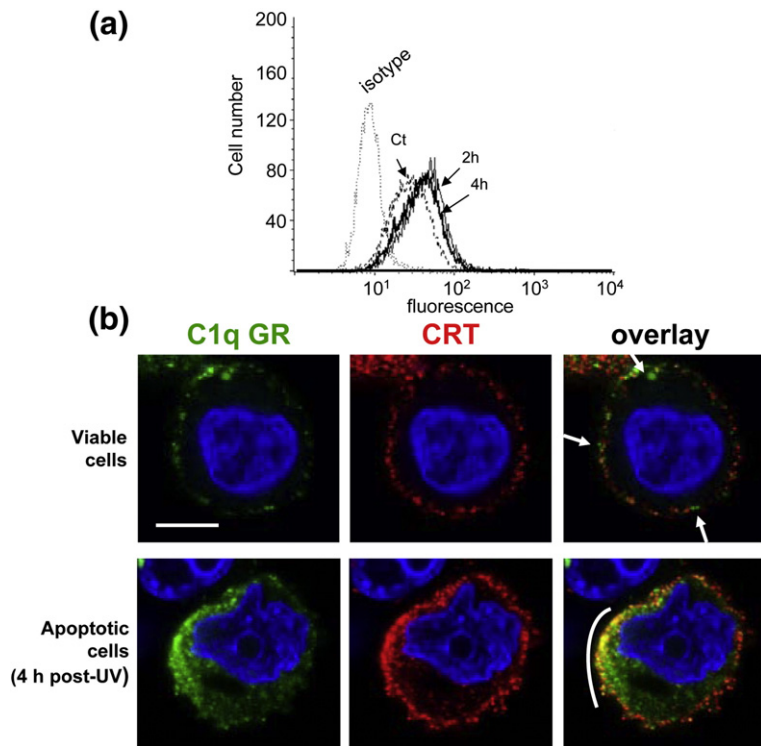 (a)
200
160
120
80
40
Cell number
isotype
Ct
2h
4h
10¹ 10² 10³ 10⁴
fluorescence
(b)
C1q GR CRT overlay
Viable
cells
Apoptotic
cells
(4 h post-UV)